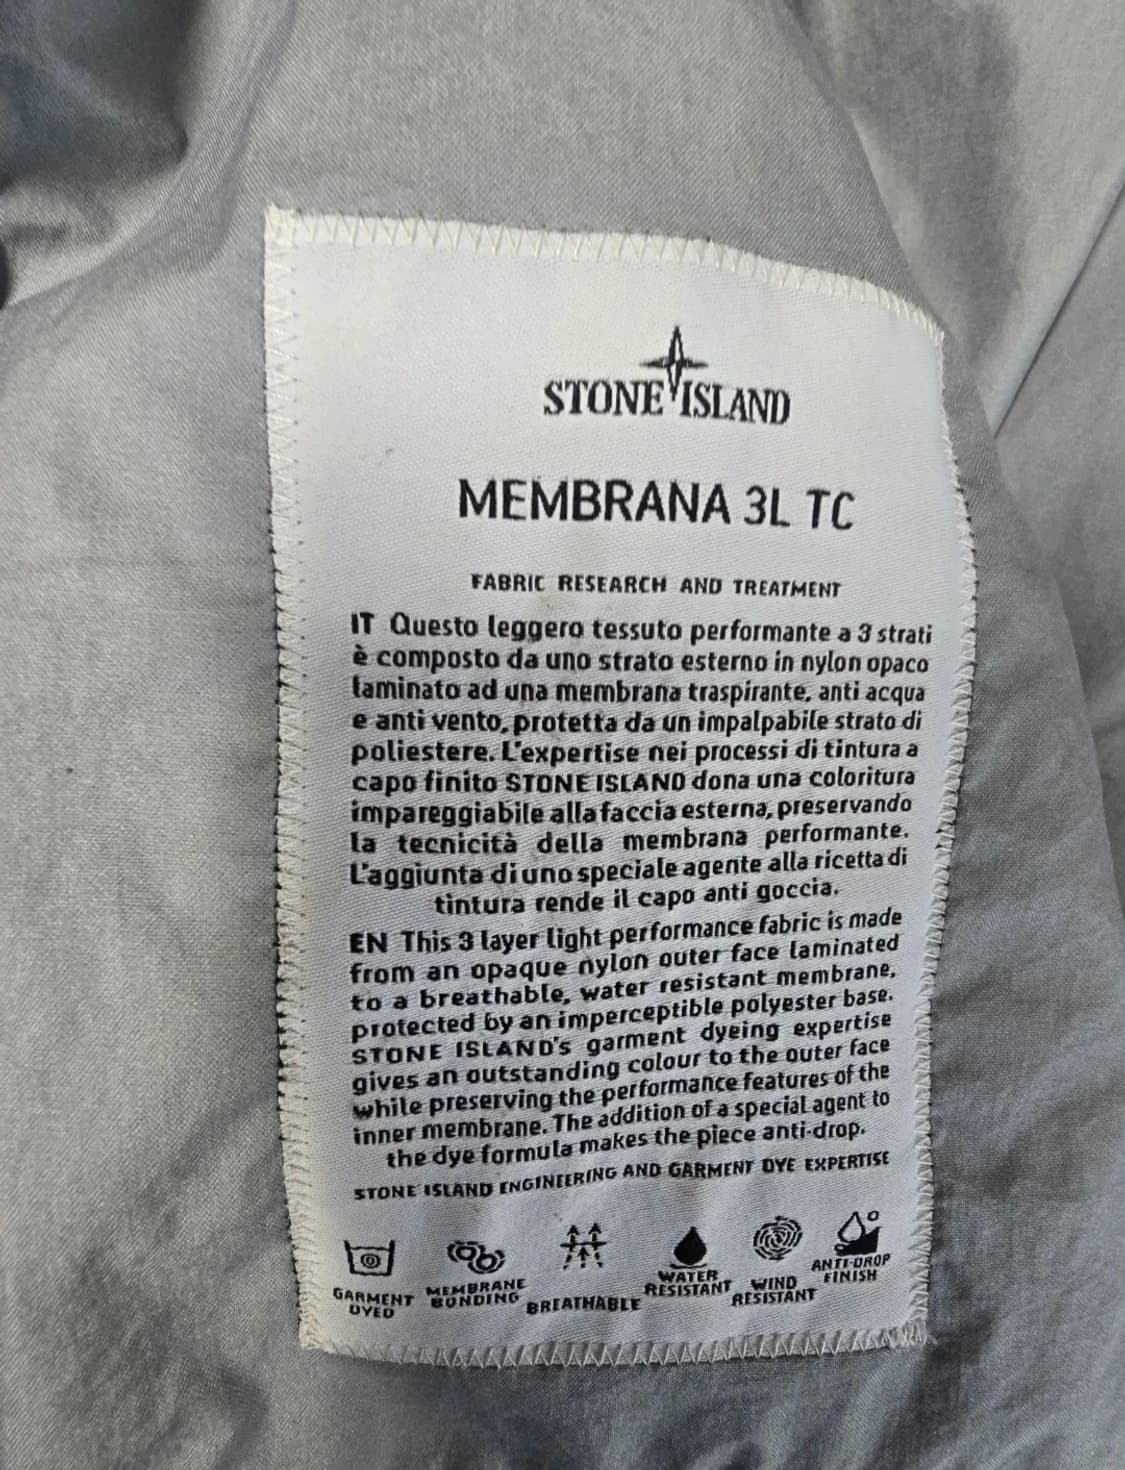 STONE ISLAND
MEMBRANA 3L TC
FABRIC RESEARCH AND TREATMENT
IT Questo leggero tessuto performante a 3 strati
è composto da uno strato esterno in nylon opaco
laminato ad una membrana traspirante, anti acqua
e anti vento, protetta da un impalpabile strato di
poliestere. L'expertise nei processi di tintura a
capo finito STONE ISLAND dona una coloritura
impareggiabile alla faccia esterna, preservando
la tecnicità della membrana performante.
L'aggiunta di uno speciale agente alla ricetta di
tintura rende il capo anti goccia.
EN This 3 layer light performance fabric is made
from an opaque nylon outer face laminated
to a breathable, water resistant membrane,
protected by an imperceptible polyester base.
STONE ISLAND's garment dyeing expertise
gives an outstanding colour to the outer face
while preserving the performance features of the
inner membrane. The addition of a special agent to
the dye formula makes the piece anti-drop.
STONE ISLAND ENGINEERING AND GARMENT DYE EXPERTISE
GARMENT
DYED
MEMBRANE
BONDING
BREATHABLE
WATER
RESISTANT
WIND
RESISTANT
ANTI-DROP
FINISH